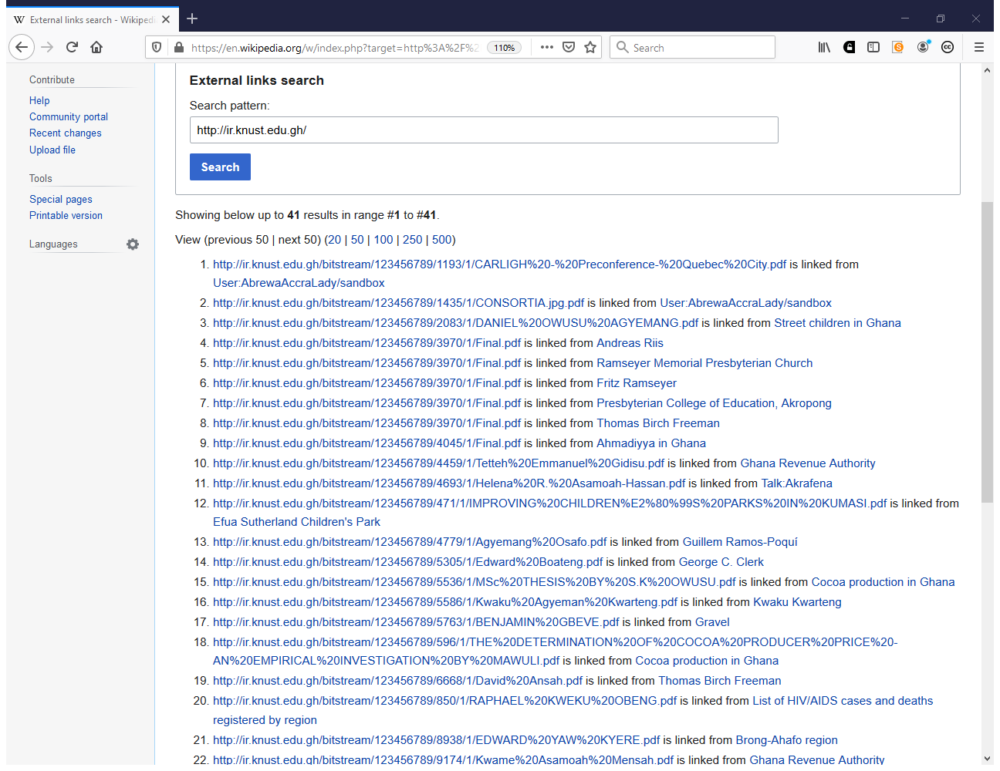 External links search - Wikipedi
https://en.wikipedia.org/w/index.php?target=http%3A%2F%2
110%
Search
Contribute
Help
Community portal
Recent changes
Upload file
Tools
Special pages
Printable version
Languages
External links search
Search pattern:
http://ir.knust.edu.gh/
Search
Showing below up to 41 results in range #1 to #41.
View (previous 50 | next 50) (20 | 50 | 100 | 250 | 500)
1. http://ir.knust.edu.gh/bitstream/123456789/1193/1/CARLIGH%20-%20Preconference-%20Quebec%20City.pdf is linked from
User:AbrewaAccraLady/sandbox
2. http://ir.knust.edu.gh/bitstream/123456789/1435/1/CONSORTIA.jpg.pdf is linked from User:AbrewaAccraLady/sandbox
3. http://ir.knust.edu.gh/bitstream/123456789/2083/1/DANIEL%20OWUSU%20AGYEMANG.pdf is linked from Street children in Ghana
4. http://ir.knust.edu.gh/bitstream/123456789/3970/1/Final.pdf is linked from Andreas Riis
5. http://ir.knust.edu.gh/bitstream/123456789/3970/1/Final.pdf is linked from Ramseyer Memorial Presbyterian Church
6. http://ir.knust.edu.gh/bitstream/123456789/3970/1/Final.pdf is linked from Fritz Ramseyer
7. http://ir.knust.edu.gh/bitstream/123456789/3970/1/Final.pdf is linked from Presbyterian College of Education, Akropong
8. http://ir.knust.edu.gh/bitstream/123456789/3970/1/Final.pdf is linked from Thomas Birch Freeman
9. http://ir.knust.edu.gh/bitstream/123456789/4045/1/Final.pdf is linked from Ahmadiyya in Ghana
10. http://ir.knust.edu.gh/bitstream/123456789/4459/1/Tetteh%20Emmanuel%20Gidisu.pdf is linked from Ghana Revenue Authority
11. http://ir.knust.edu.gh/bitstream/123456789/4693/1/Helena%20R.%20Asamoah-Hassan.pdf is linked from Talk:Akrafena
12. http://ir.knust.edu.gh/bitstream/123456789/471/1/IMPROVING%20CHILDREN%E2%80%99S%20PARKS%20IN%20KUMASI.pdf is linked from
Efua Sutherland Children's Park
13. http://ir.knust.edu.gh/bitstream/123456789/4779/1/Agyemang%20Osafo.pdf is linked from Guillem Ramos-Poquí
14. http://ir.knust.edu.gh/bitstream/123456789/5305/1/Edward%20Boateng.pdf is linked from George C. Clerk
15. http://ir.knust.edu.gh/bitstream/123456789/5536/1/MSc%20THESIS%20BY%20S.K%20OWUSU.pdf is linked from Cocoa production in Ghana
16. http://ir.knust.edu.gh/bitstream/123456789/5586/1/Kwaku%20Agyeman%20Kwarteng.pdf is linked from Kwaku Kwarteng
17. http://ir.knust.edu.gh/bitstream/123456789/5763/1/BENJAMIN%20GBEVE.pdf is linked from Gravel
18. http://ir.knust.edu.gh/bitstream/123456789/596/1/THE%20DETERMINATION%20OF%20COCOA%20PRODUCER%20PRICE%20-
AN%20EMPIRICAL%20INVESTIGATION%20BY%20MAWULI.pdf is linked from Cocoa production in Ghana
19. http://ir.knust.edu.gh/bitstream/123456789/6668/1/David%20Ansah.pdf is linked from Thomas Birch Freeman
20. http://ir.knust.edu.gh/bitstream/123456789/850/1/RAPHAEL%20KWEKU%20OBENG.pdf is linked from List of HIV/AIDS cases and deaths
registered by region
21. http://ir.knust.edu.gh/bitstream/123456789/8938/1/EDWARD%20YAW%20KYERE.pdf is linked from Brong-Ahafo region
22. http://ir.knust.edu.gh/bitstream/123456789/9174/1/Kwame%20Asamoah%20Mensah.pdf is linked from Ghana Revenue Authority